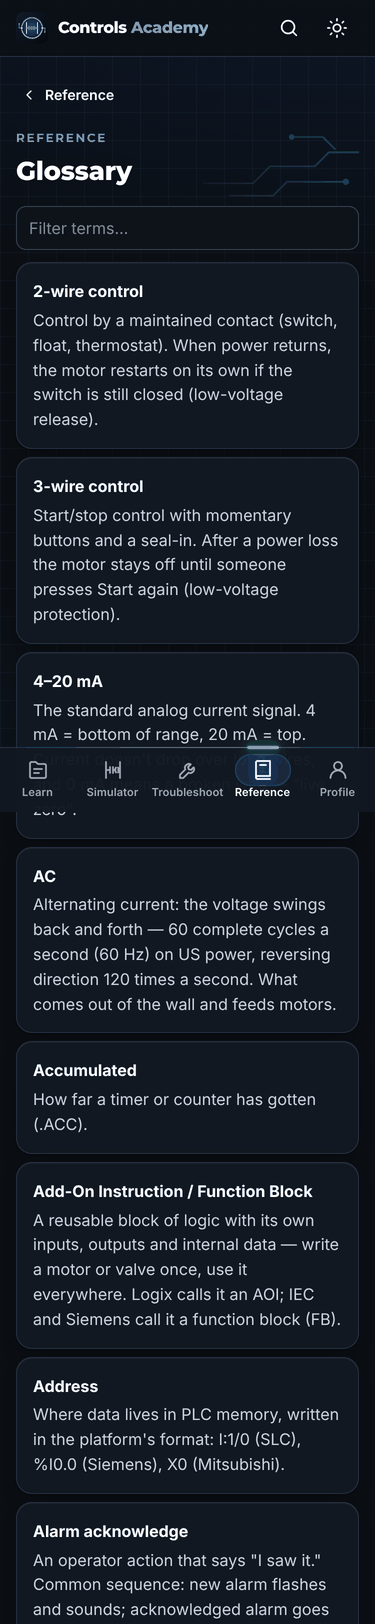 Controls Academy
Reference
REFERENCE
Glossary
Filter terms...
2-wire control
Control by a maintained contact (switch,
float, thermostat). When power returns,
the motor restarts on its own if the
switch is still closed (low-voltage
release).
3-wire control
Start/stop control with momentary
buttons and a seal-in. After a power loss
the motor stays off until someone
presses Start again (low-voltage
protection).
4–20 mA
The standard analog current signal. 4
mA = bottom of range, 20 mA = top.
Learn
Simulator
Troubleshoot
Reference
Profile
zero".
AC
Alternating current: the voltage swings
back and forth — 60 complete cycles a
second (60 Hz) on US power, reversing
direction 120 times a second. What
comes out of the wall and feeds motors.
Accumulated
How far a timer or counter has gotten
(.ACC).
Add-On Instruction / Function Block
A reusable block of logic with its own
inputs, outputs and internal data — write
a motor or valve once, use it
everywhere. Logix calls it an AOI; IEC
and Siemens call it a function block (FB).
Address
Where data lives in PLC memory, written
in the platform's format: I:1/0 (SLC),
%I0.0 (Siemens), X0 (Mitsubishi).
Alarm acknowledge
An operator action that says "I saw it."
Common sequence: new alarm flashes
and sounds; acknowledged alarm goes